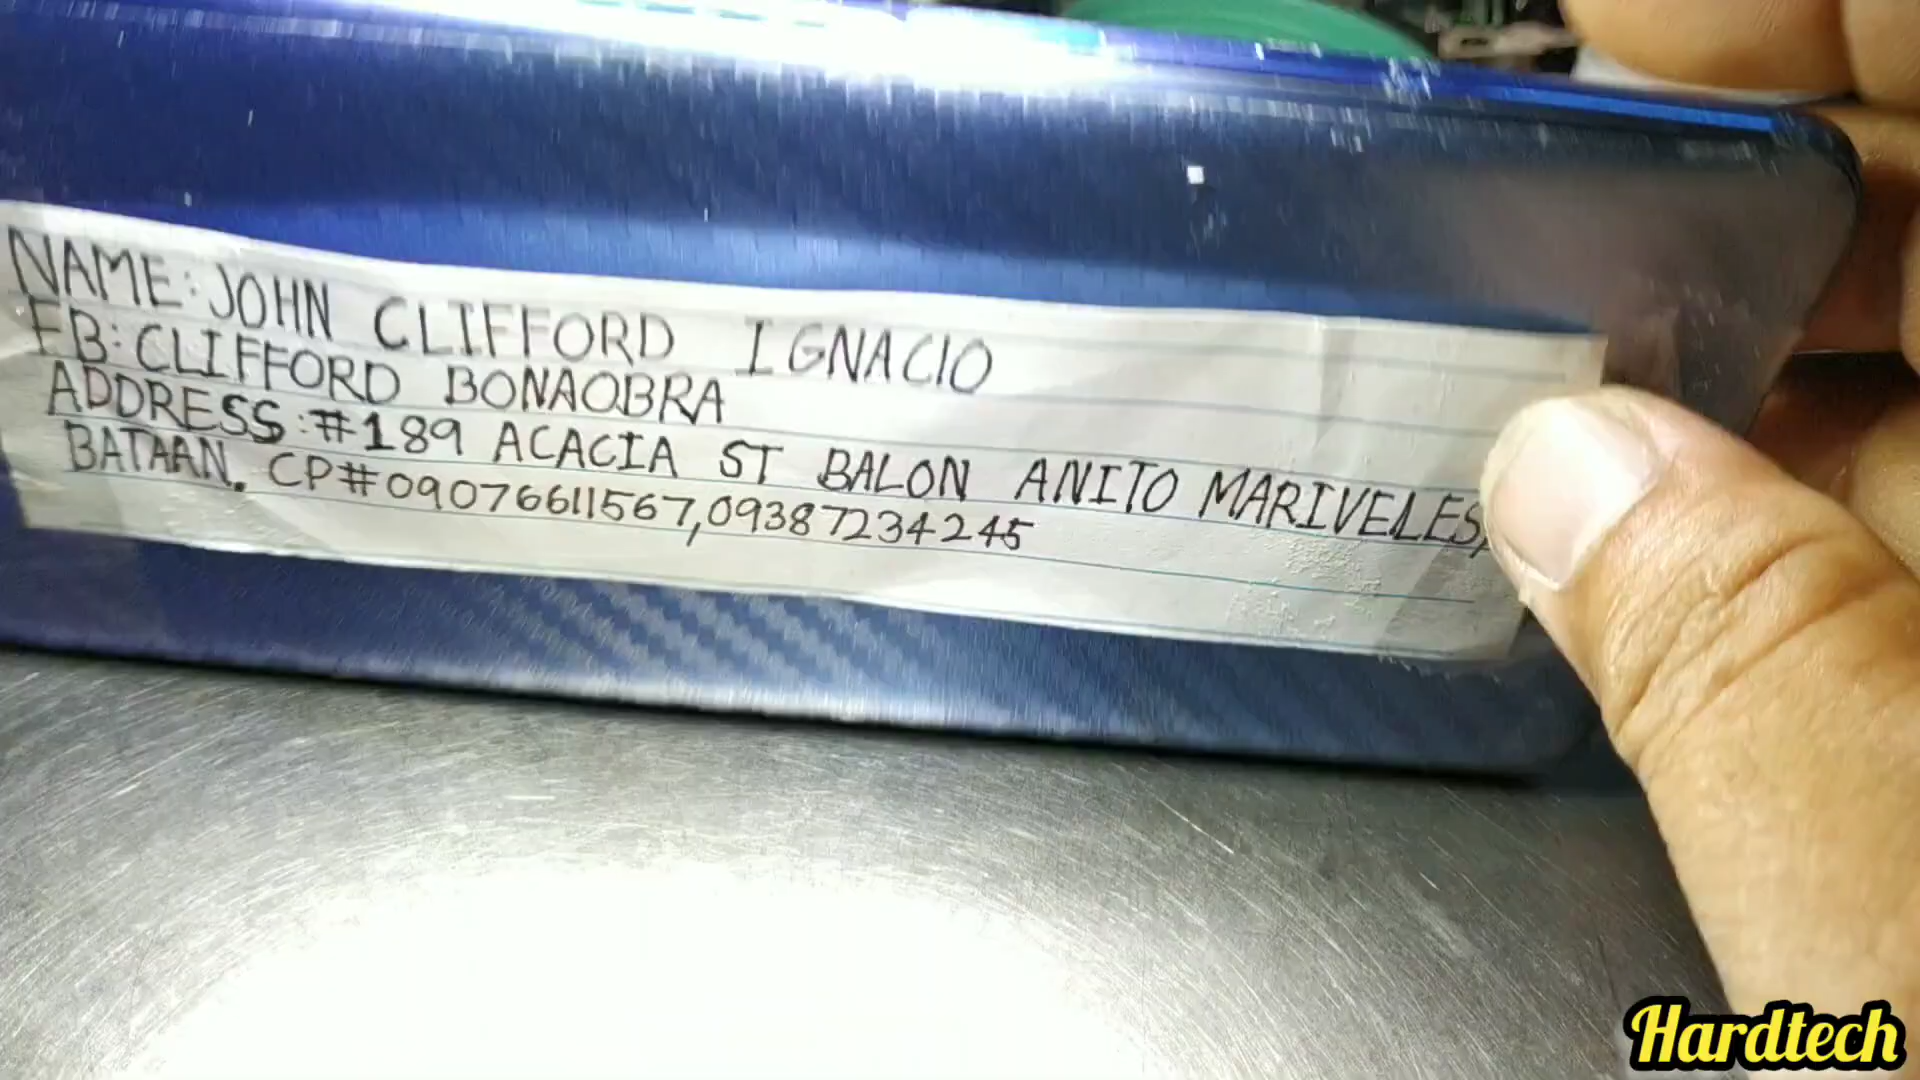 NAME: JOHN CLIFFORD IGNACIO
FB: CLIFFORD BONAOBRA
ADDRESS: #189 ACACIA ST BALON ANITO MARIVELES,
BATAAN. CP#09076611567,09387234245
Hardtech